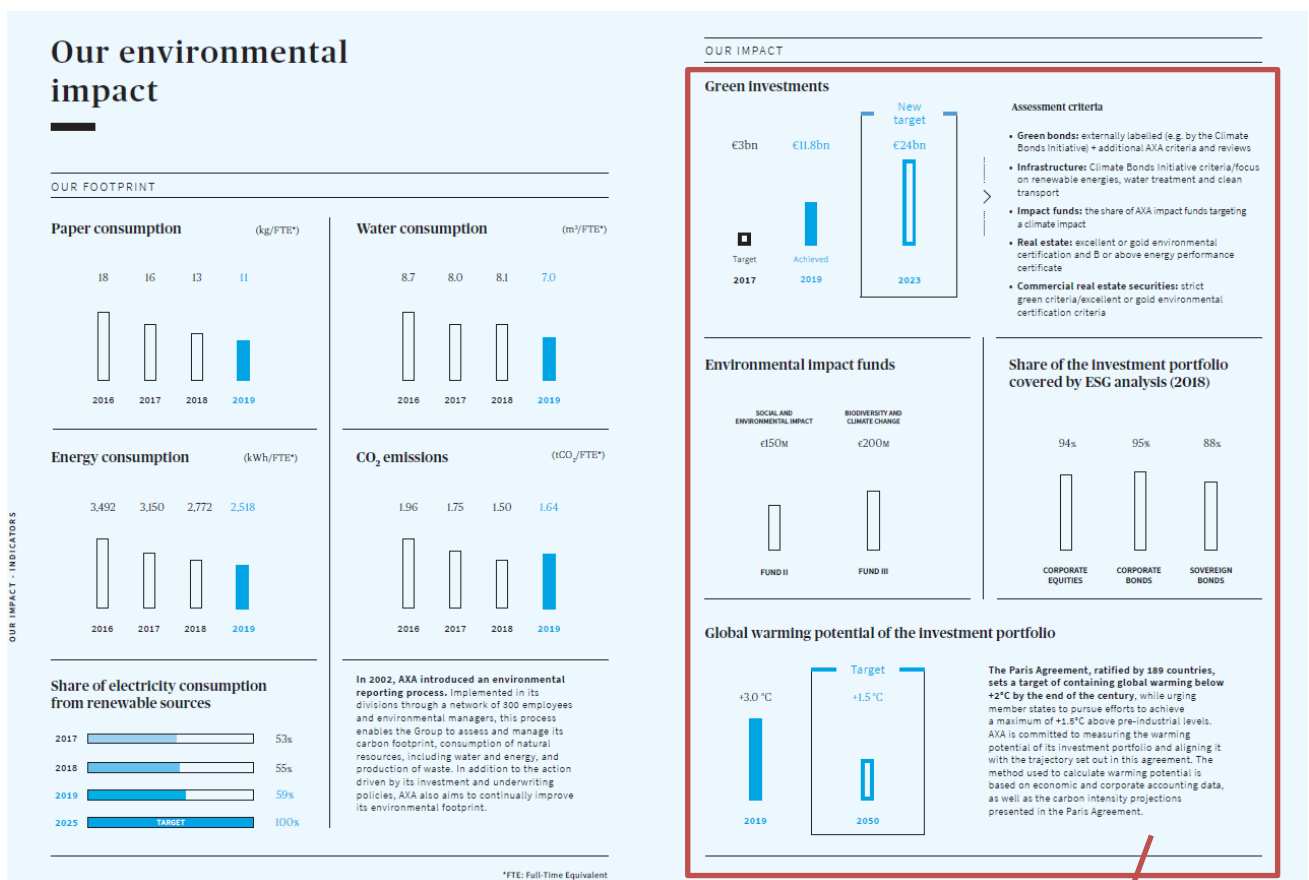 Our environmental
impact
OUR FOOTPRINT
Paper consumption (kg/FTE*)
18 16 13 11
2016 2017 2018 2019
Water consumption (m³/FTE*)
8.7 8.0 8.1 7.0
2016 2017 2018 2019
Energy consumption (kWh/FTE*)
3,492 3,150 2,772 2,518
2016 2017 2018 2019
CO₂ emissions (tCO₂/FTE*)
1.96 1.75 1.50 1.64
2016 2017 2018 2019
Share of electricity consumption
from renewable sources
2017 53%
2018 55%
2019 59%
2025 TARGET 100%
In 2002, AXA introduced an environmental
reporting process. Implemented in its
divisions through a network of 300 employees
and environmental managers, this process
enables the Group to assess and manage its
carbon footprint, consumption of natural
resources, including water and energy, and
production of waste. In addition to the action
driven by its investment and underwriting
policies, AXA also aims to continually improve
its environmental footprint.
*FTE: Full-Time Equivalent
OUR IMPACT - INDICATORS
OUR IMPACT
Green investments
New
target
€3bn €11.8bn €24bn
Target Achieved
2017 2019 2023
Assessment criteria
• Green bonds: externally labelled (e.g. by the Climate
Bonds Initiative) + additional AXA criteria and reviews
• Infrastructure: Climate Bonds Initiative criteria/focus
on renewable energies, water treatment and clean
transport
• Impact funds: the share of AXA impact funds targeting
a climate impact
• Real estate: excellent or gold environmental
certification and B or above energy performance
certificate
• Commercial real estate securities: strict
green criteria/excellent or gold environmental
certification criteria
Environmental impact funds
SOCIAL AND
ENVIRONMENTAL IMPACT
€150M
FUND II
BIODIVERSITY AND
CLIMATE CHANGE
€200M
FUND III
Share of the investment portfolio
covered by ESG analysis (2018)
94% 95% 88%
CORPORATE
EQUITIES
CORPORATE
BONDS
SOVEREIGN
BONDS
Global warming potential of the investment portfolio
Target
+3.0 °C +1.5 °C
2019 2050
The Paris Agreement, ratified by 189 countries,
sets a target of containing global warming below
+2°C by the end of the century, while urging
member states to pursue efforts to achieve
a maximum of +1.5°C above pre-industrial levels.
AXA is committed to measuring the warming
potential of its investment portfolio and aligning it
with the trajectory set out in this agreement. The
method used to calculate warming potential is
based on economic and corporate accounting data,
as well as the carbon intensity projections
presented in the Paris Agreement.